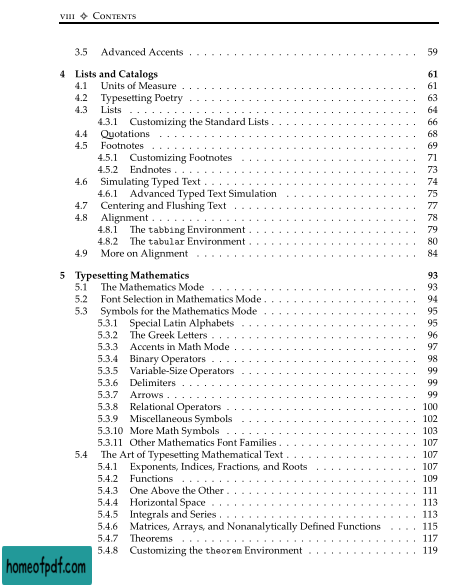 viii ✧ Contents
3.5 Advanced Accents . . . . . . . . . . . . . . . . . . . . . . . . . . . . . . . 59
4 Lists and Catalogs 61
4.1 Units of Measure . . . . . . . . . . . . . . . . . . . . . . . . . . . . . . . . 61
4.2 Typesetting Poetry . . . . . . . . . . . . . . . . . . . . . . . . . . . . . . . 63
4.3 Lists . . . . . . . . . . . . . . . . . . . . . . . . . . . . . . . . . . . . . . . 64
4.3.1 Customizing the Standard Lists . . . . . . . . . . . . . . . . . . . . 66
4.4 Quotations . . . . . . . . . . . . . . . . . . . . . . . . . . . . . . . . . . . 68
4.5 Footnotes . . . . . . . . . . . . . . . . . . . . . . . . . . . . . . . . . . . . 69
4.5.1 Customizing Footnotes . . . . . . . . . . . . . . . . . . . . . . . . . 71
4.5.2 Endnotes . . . . . . . . . . . . . . . . . . . . . . . . . . . . . . . . . 73
4.6 Simulating Typed Text . . . . . . . . . . . . . . . . . . . . . . . . . . . . . 74
4.6.1 Advanced Typed Text Simulation . . . . . . . . . . . . . . . . . . . 75
4.7 Centering and Flushing Text . . . . . . . . . . . . . . . . . . . . . . . . . 77
4.8 Alignment . . . . . . . . . . . . . . . . . . . . . . . . . . . . . . . . . . . . 78
4.8.1 The tabbing Environment . . . . . . . . . . . . . . . . . . . . . . . 79
4.8.2 The tabular Environment . . . . . . . . . . . . . . . . . . . . . . . 80
4.9 More on Alignment . . . . . . . . . . . . . . . . . . . . . . . . . . . . . . 84
5 Typesetting Mathematics 93
5.1 The Mathematics Mode . . . . . . . . . . . . . . . . . . . . . . . . . . . . 93
5.2 Font Selection in Mathematics Mode . . . . . . . . . . . . . . . . . . . . . 94
5.3 Symbols for the Mathematics Mode . . . . . . . . . . . . . . . . . . . . . 95
5.3.1 Special Latin Alphabets . . . . . . . . . . . . . . . . . . . . . . . . 95
5.3.2 The Greek Letters . . . . . . . . . . . . . . . . . . . . . . . . . . . . 96
5.3.3 Accents in Math Mode . . . . . . . . . . . . . . . . . . . . . . . . . 97
5.3.4 Binary Operators . . . . . . . . . . . . . . . . . . . . . . . . . . . . 98
5.3.5 Variable-Size Operators . . . . . . . . . . . . . . . . . . . . . . . . 99
5.3.6 Delimiters . . . . . . . . . . . . . . . . . . . . . . . . . . . . . . . . 99
5.3.7 Arrows . . . . . . . . . . . . . . . . . . . . . . . . . . . . . . . . . . 99
5.3.8 Relational Operators . . . . . . . . . . . . . . . . . . . . . . . . . . 100
5.3.9 Miscellaneous Symbols . . . . . . . . . . . . . . . . . . . . . . . . . 102
5.3.10 More Math Symbols . . . . . . . . . . . . . . . . . . . . . . . . . . 103
5.3.11 Other Mathematics Font Families . . . . . . . . . . . . . . . . . . . 107
5.4 The Art of Typesetting Mathematical Text . . . . . . . . . . . . . . . . . . 107
5.4.1 Exponents, Indices, Fractions, and Roots . . . . . . . . . . . . . . 107
5.4.2 Functions . . . . . . . . . . . . . . . . . . . . . . . . . . . . . . . . 109
5.4.3 One Above the Other . . . . . . . . . . . . . . . . . . . . . . . . . . 111
5.4.4 Horizontal Space . . . . . . . . . . . . . . . . . . . . . . . . . . . . 113
5.4.5 Integrals and Series . . . . . . . . . . . . . . . . . . . . . . . . . . . 113
5.4.6 Matrices, Arrays, and Nonanalytically Defined Functions . . . . 115
5.4.7 Theorems . . . . . . . . . . . . . . . . . . . . . . . . . . . . . . . . 117
5.4.8 Customizing the theorem Environment . . . . . . . . . . . . . . . 119
homeofpdf.com